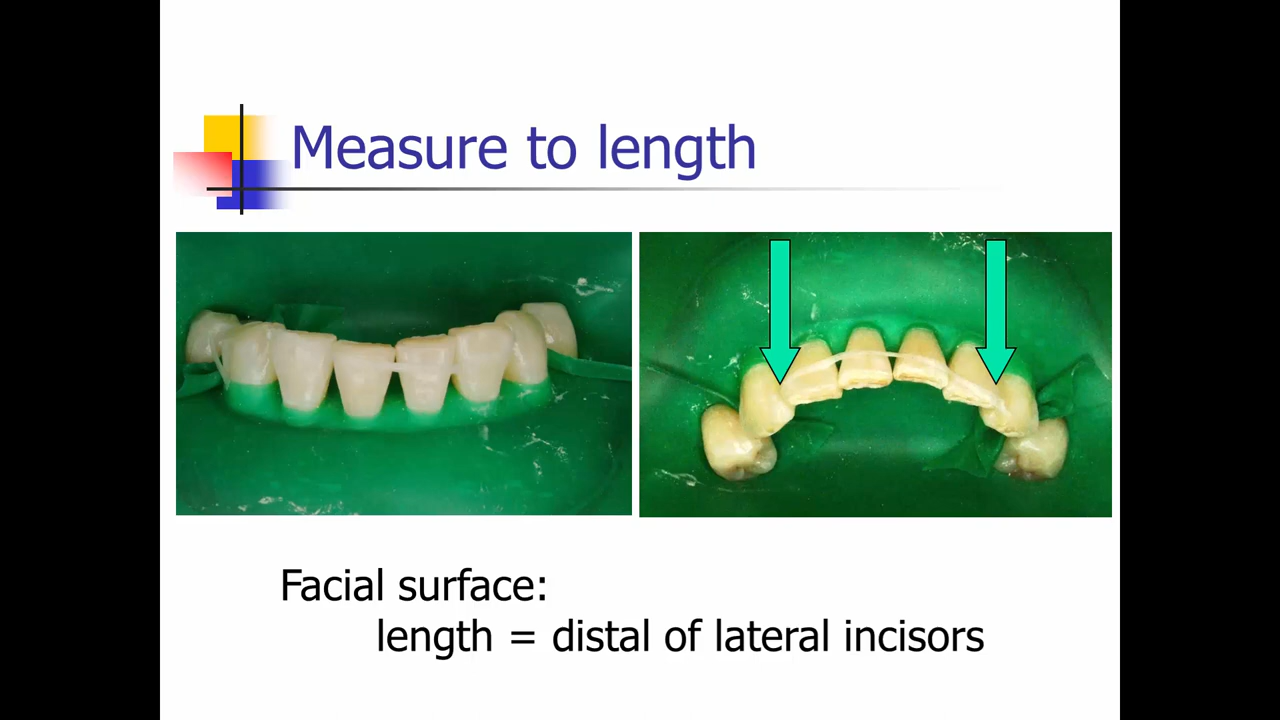 Measure to length
Facial surface:
length = distal of lateral incisors